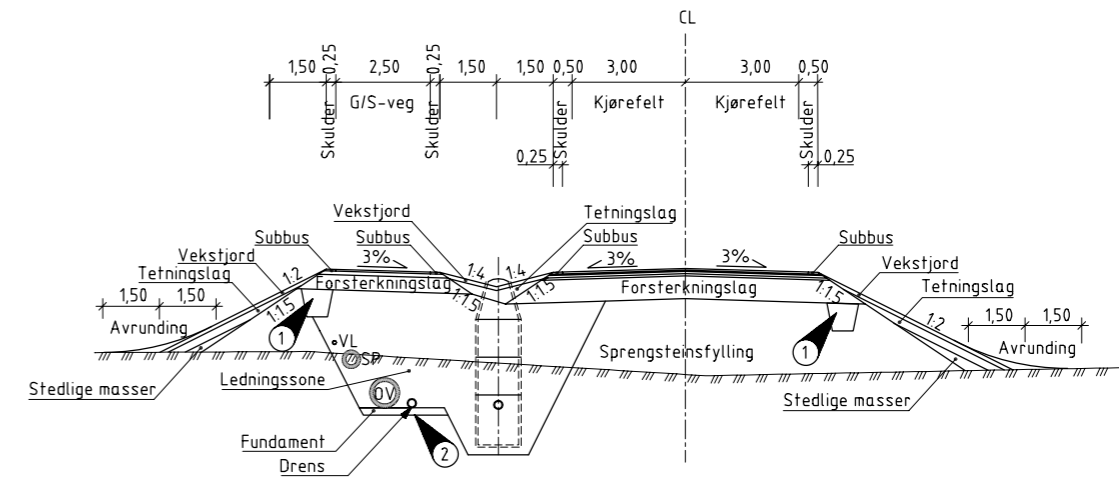 CL
1,50 0,25 2,50 0,25 1,50 1,50 0,50 3,00 3,00 0,50
Skulder G/S-veg Skulder Skulder Kjørefelt Kjørefelt Skulder
0,25 0,25
Vekstjord Tetningslag
Subbus Subbus Subbus Subbus
Vekstjord 3% 3% 3% Vekstjord
Tetningslag 1:2 1:4 1:4 Tetningslag
1:1.5 Forsterkningslag 1:1.5 1:1.5 Forsterkningslag 1:1.5
1,50 1,50 1:2 1,50 1,50
Avrunding 1 VL 1 Avrunding
SP Sprengsteinsfylling
Stedlige masser Ledningssone Stedlige masser
OV
Fundament 2
Drens